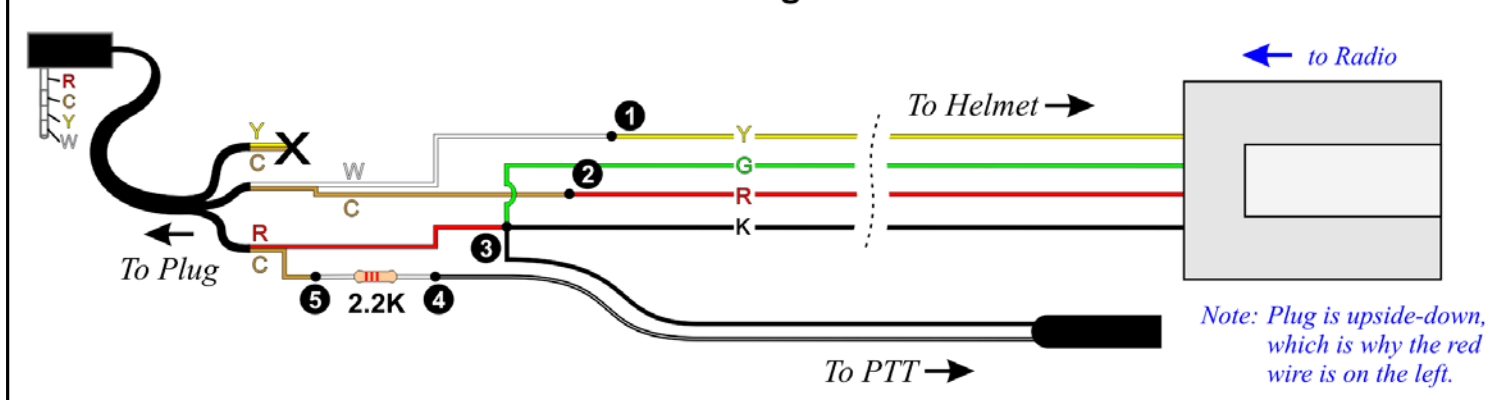 to Radio
R
C
Y
W
To Helmet
1
Y
Y
C
W
G
2
C
R
R
K
3
To Plug
C
5
2.2K
4
To PTT
Note: Plug is upside-down,
which is why the red
wire is on the left.